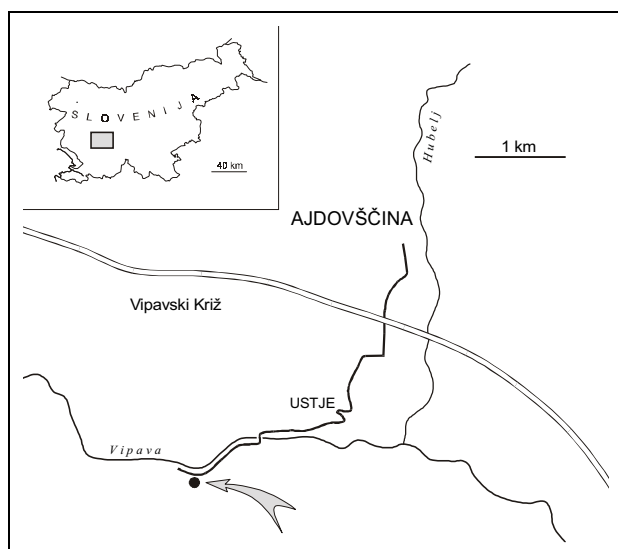 SLOVENIJA
40 km
Hubelj
1 km
AJDOVŠČINA
Vipavski Križ
USTJE
Vipava